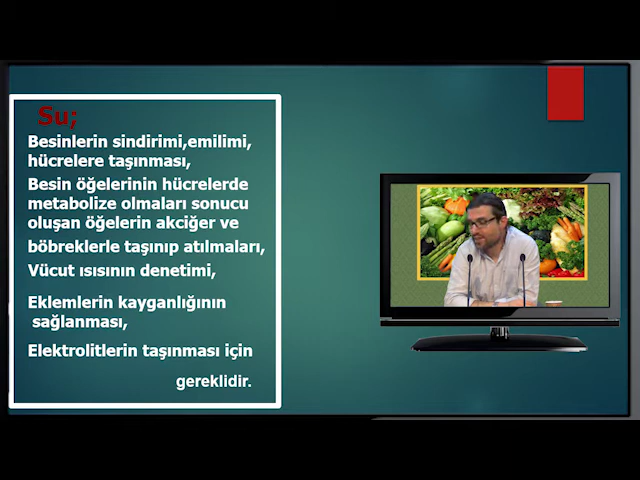 Su;
Besinlerin sindirimi,emilimi,
hücrelere taşınması,
Besin öğelerinin hücrelerde
metabolize olmaları sonucu
oluşan öğelerin akciğer ve
böbreklerle taşınıp atılmaları,
Vücut ısısının denetimi,
Eklemlerin kayganlığının
sağlanması,
Elektrolitlerin taşınması için
gereklidir.